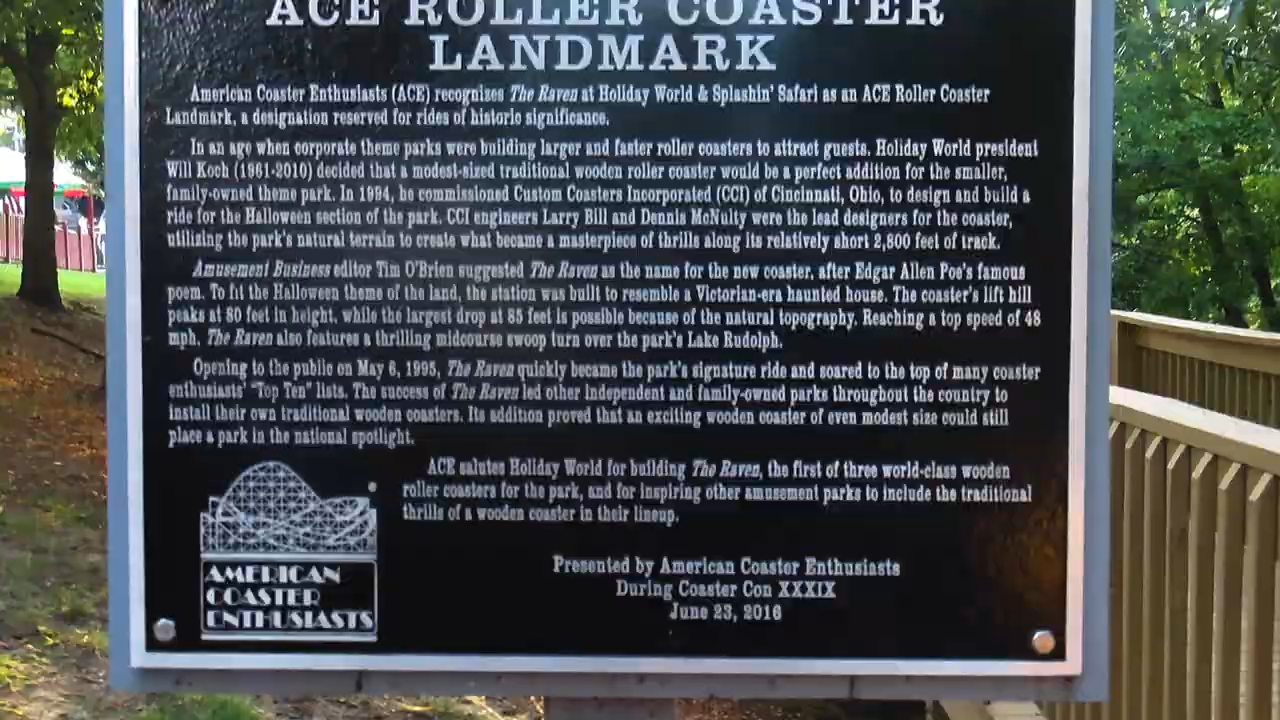 ACE ROLLER COASTER
LANDMARK
American Coaster Enthusiasts (ACE) recognizes The Raven at Holiday World & Splashin' Safari as an ACE Roller Coaster
Landmark, a designation reserved for rides of historic significance.
In an age when corporate theme parks were building larger and faster roller coasters to attract guests, Holiday World president
Will Koch (1961-2010) decided that a modest-sized traditional wooden roller coaster would be a perfect addition for the smaller,
family-owned theme park. In 1994, he commissioned Custom Coasters Incorporated (CCI) of Cincinnati, Ohio, to design and build a
ride for the Halloween section of the park. CCI engineers Larry Bill and Dennis McNulty were the lead designers for the coaster,
utilizing the park's natural terrain to create what became a masterpiece of thrills along its relatively short 2,800 feet of track.
Amusement Business editor Tim O'Brien suggested The Raven as the name for the new coaster, after Edgar Allen Poe's famous
poem. To fit the Halloween theme of the land, the station was built to resemble a Victorian-era haunted house. The coaster's lift hill
peaks at 80 feet in height, while the largest drop at 85 feet is possible because of the natural topography. Reaching a top speed of 48
mph, The Raven also features a thrilling midcourse swoop turn over the park's Lake Rudolph.
Opening to the public on May 6, 1995, The Raven quickly became the park's signature ride and soared to the top of many coaster
enthusiasts' "Top Ten" lists. The success of The Raven led other independent and family-owned parks throughout the country to
install their own traditional wooden coasters. Its addition proved that an exciting wooden coaster of even modest size could still
place a park in the national spotlight.
ACE salutes Holiday World for building The Raven, the first of three world-class wooden
roller coasters for the park, and for inspiring other amusement parks to include the traditional
thrills of a wooden coaster in their lineup.
AMERICAN
COASTER
ENTHUSIASTS
Presented by American Coaster Enthusiasts
During Coaster Con XXXIX
June 23, 2016